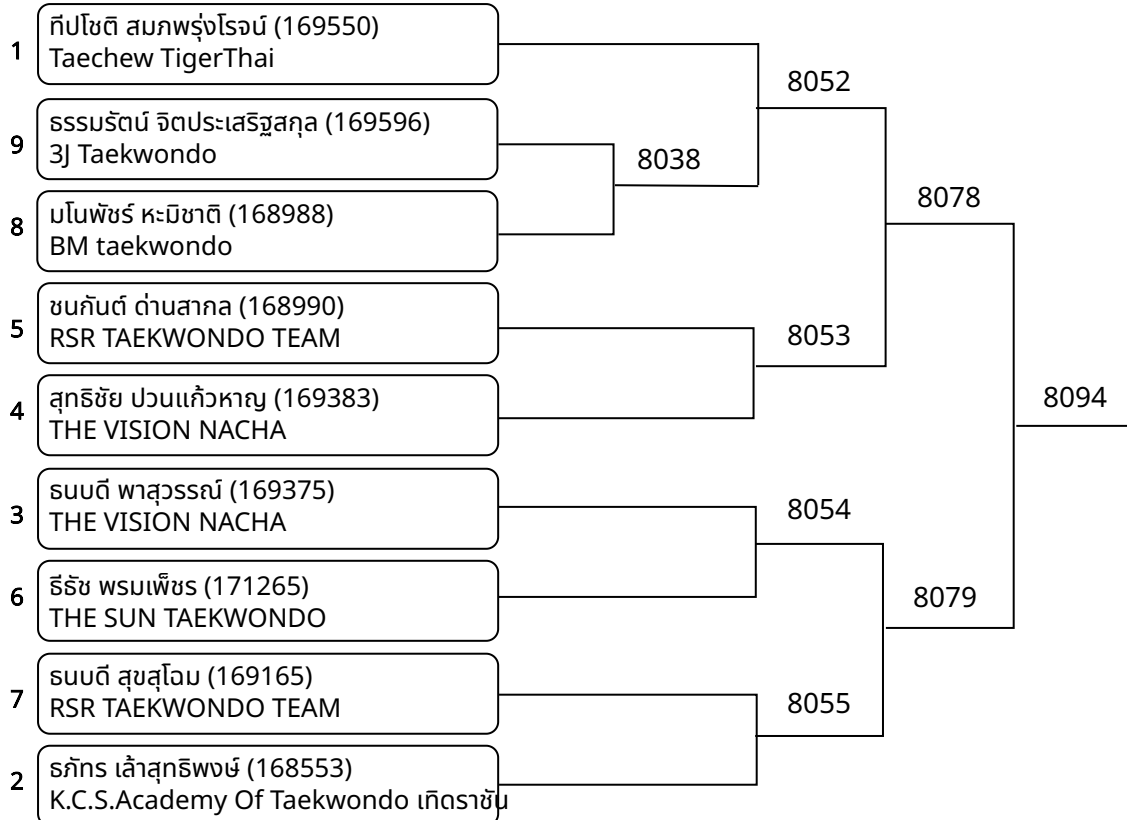 1
ทีปโชติ สมภพรุ่งโรจน์ (169550)
Taechew TigerThai
8052
9
ธรรมรัตน์ จิตประเสริฐสกุล (169596)
3J Taekwondo
8038
8
มโนพัชร์ หะมิชาติ (168988)
BM taekwondo
8078
5
ชนกันต์ ด่านสากล (168990)
RSR TAEKWONDO TEAM
8053
4
สุทธิชัย ปวนแก้วหาญ (169383)
THE VISION NACHA
8094
3
ธนบดี พาสุวรรณ์ (169375)
THE VISION NACHA
8054
6
ธีธัช พรมเพ็ชร (171265)
THE SUN TAEKWONDO
8079
7
ธนบดี สุขสุโฉม (169165)
RSR TAEKWONDO TEAM
8055
2
ธภัทร เล้าสุทธิพงษ์ (168553)
K.C.S.Academy Of Taekwondo เทิดราชัน